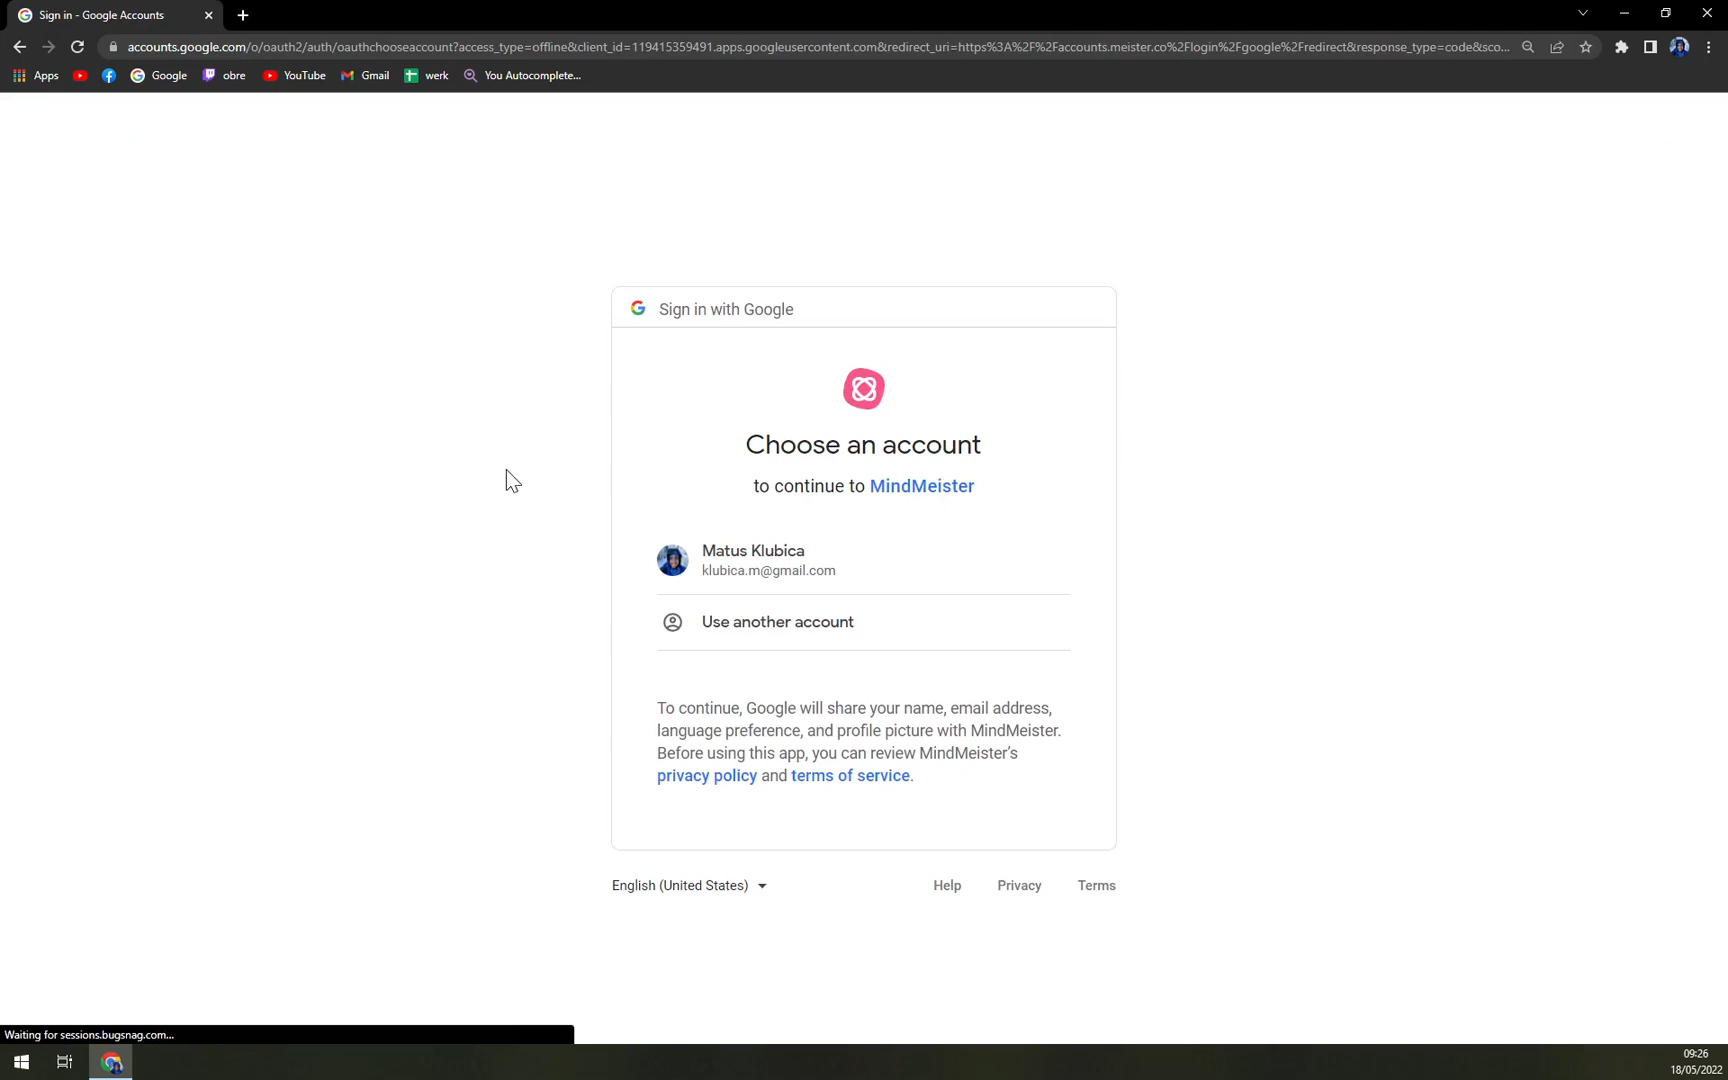 Sign in - Google Accounts
accounts.google.com/o/oauth2/auth/oauthchooseaccount?access_type=offline&client_id=119415359491.apps.googleusercontent.com&redirect_uri=https%3A%2F%2Faccounts.meister.co%2Flogin%2Fgoogle%2Fredirect&response_type=code&sco...
Apps Google obre YouTube Gmail werk You Autocomplete...
Sign in with Google
Choose an account
to continue to MindMeister
Matus Klubica
klubica.m@gmail.com
Use another account
To continue, Google will share your name, email address,
language preference, and profile picture with MindMeister.
Before using this app, you can review MindMeister's
privacy policy and terms of service.
English (United States) Help Privacy Terms
Waiting for sessions.bugsnag.com...
09:26
18/05/2022